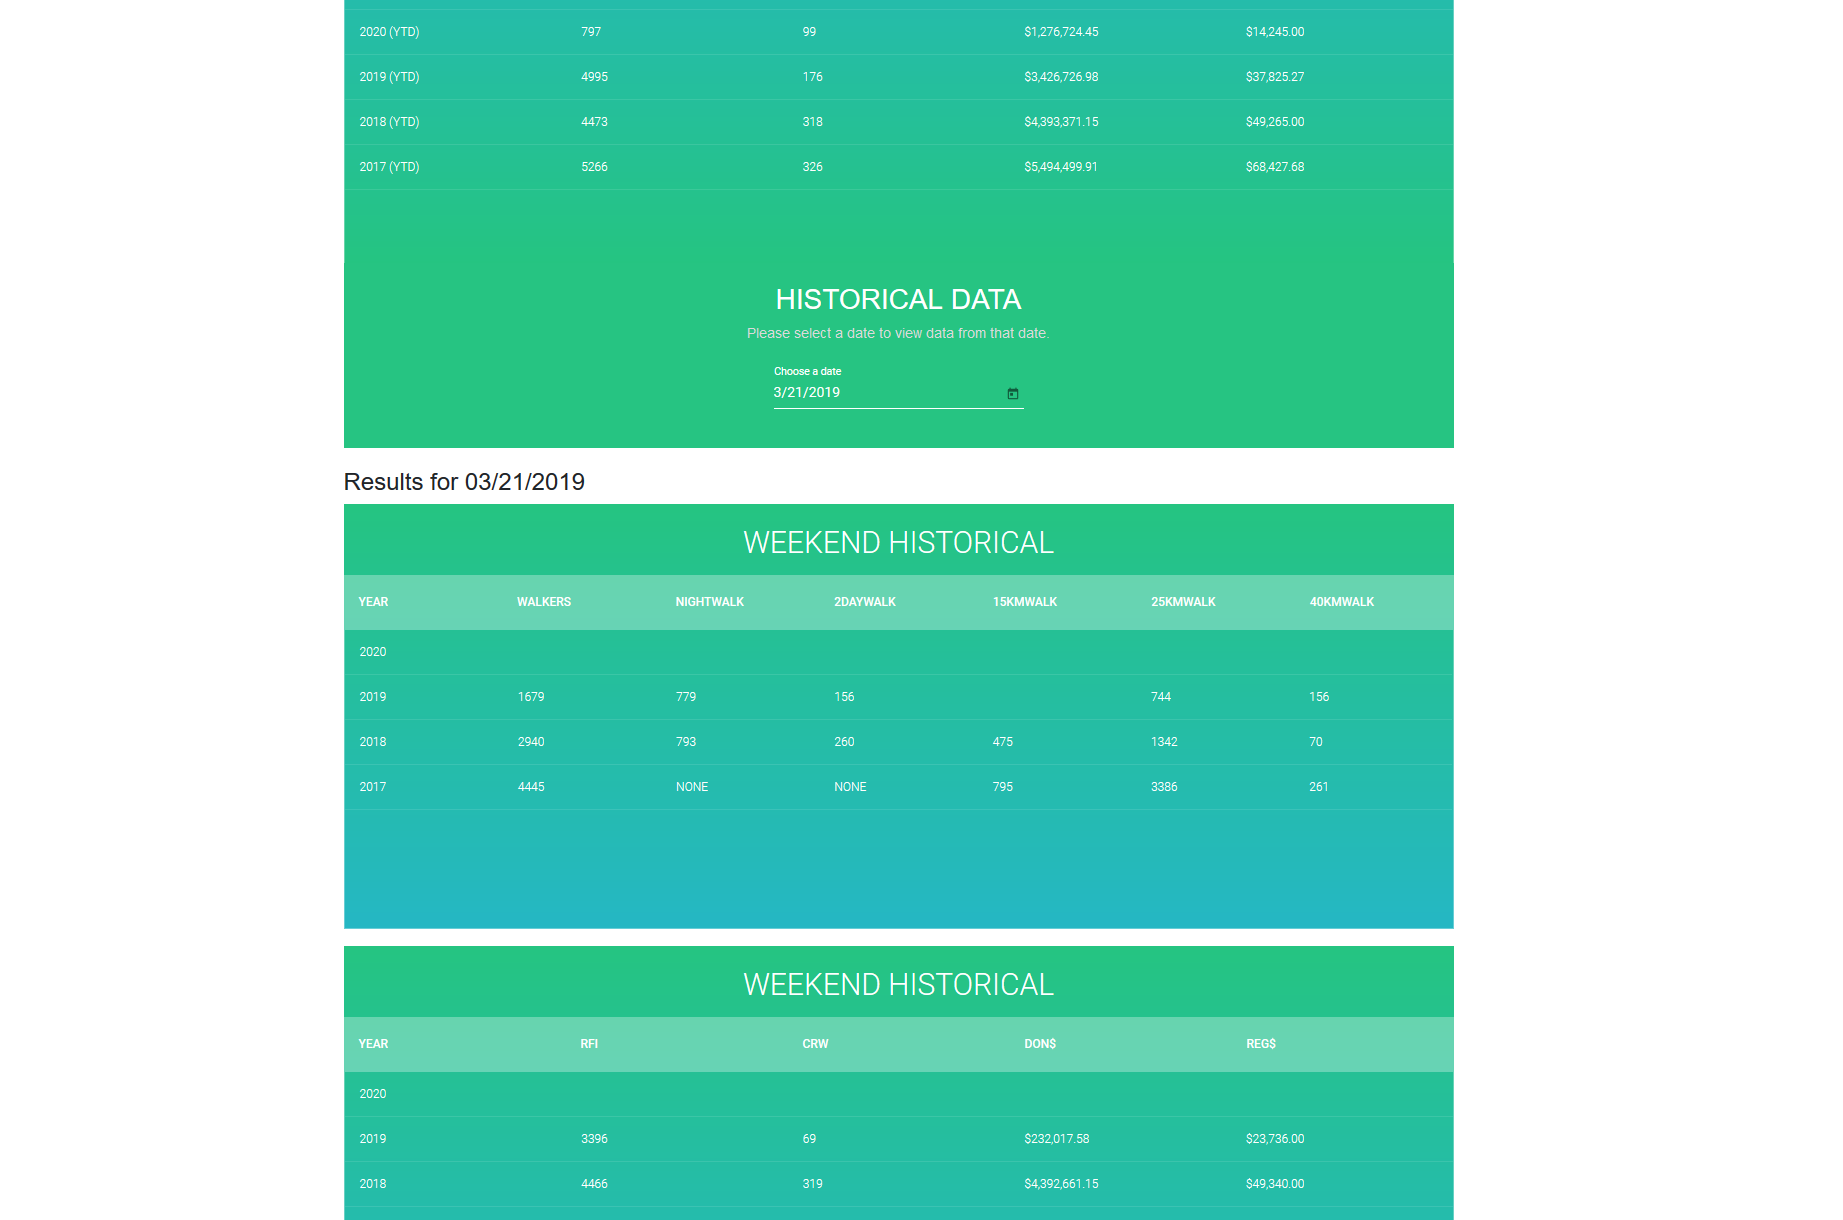 2020 (YTD) 797 99 $1,276,724.45 $14,245.00
2019 (YTD) 4995 176 $3,426,726.98 $37,825.27
2018 (YTD) 4473 318 $4,393,371.15 $49,265.00
2017 (YTD) 5266 326 $5,494,499.91 $68,427.68
HISTORICAL DATA
Please select a date to view data from that date.
Choose a date
3/21/2019
Results for 03/21/2019
WEEKEND HISTORICAL
YEAR WALKERS NIGHTWALK 2DAYWALK 15KMWALK 25KMWALK 40KMWALK
2020
2019 1679 779 156 744 156
2018 2940 793 260 475 1342 70
2017 4445 NONE NONE 795 3386 261
WEEKEND HISTORICAL
YEAR RFI CRW DON$ REG$
2020
2019 3396 69 $232,017.58 $23,736.00
2018 4466 319 $4,392,661.15 $49,340.00